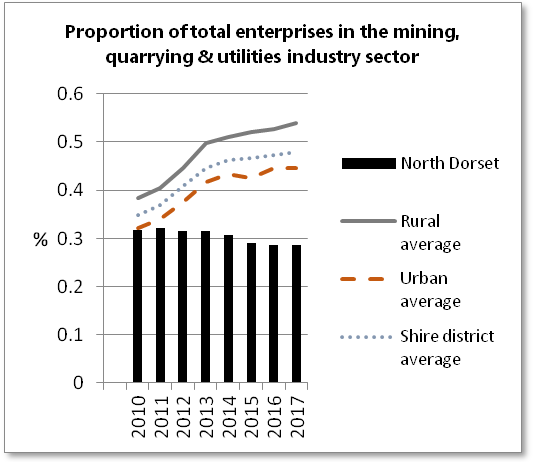 Proportion of total enterprises in the mining,
quarrying & utilities industry sector
0.6
0.5
0.4
0.3
0.2
0.1
0
%
2010
2011
2012
2013
2014
2015
2016
2017
North Dorset
Rural
average
Urban
average
Shire district
average